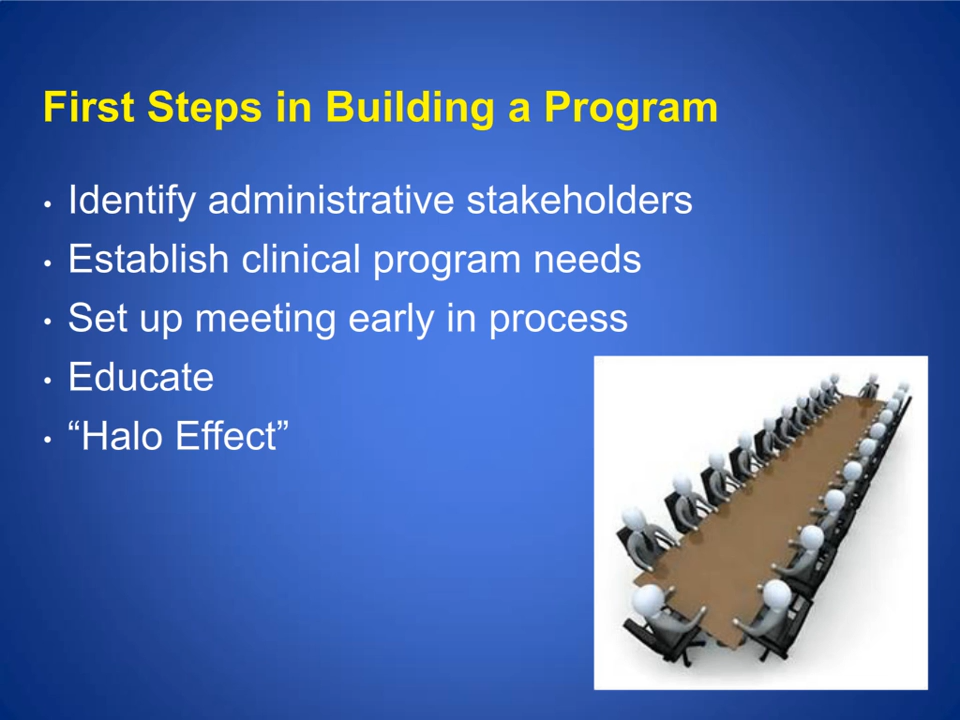 First Steps in Building a Program
• Identify administrative stakeholders
• Establish clinical program needs
• Set up meeting early in process
• Educate
• “Halo Effect”